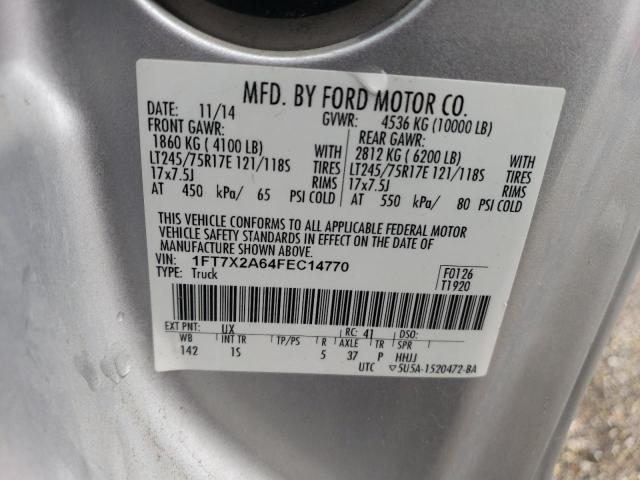 MFD. BY FORD MOTOR CO.
DATE: 11/14 GVWR: 4536 KG (10000 LB)
FRONT GAWR: REAR GAWR:
1860 KG ( 4100 LB) WITH 2812 KG ( 6200 LB) WITH
LT245/75R17E 121/118S TIRES LT245/75R17E 121/118S TIRES
17x7.5J RIMS 17x7.5J RIMS
AT 450 kPa/ 65 PSI COLD AT 550 kPa/ 80 PSI COLD
THIS VEHICLE CONFORMS TO ALL APPLICABLE FEDERAL MOTOR
VEHICLE SAFETY STANDARDS IN EFFECT ON THE DATE OF
MANUFACTURE SHOWN ABOVE.
VIN: 1FT7X2A64FEC14770 F0126
TYPE: Truck T1920
EXT PNT: UX RC: 41 DSO:
WB INT TR TP/PS R AXLE TR SPR
142 1S 5 37 P HHJJ
UTC ▽5U5A-1520472-BA